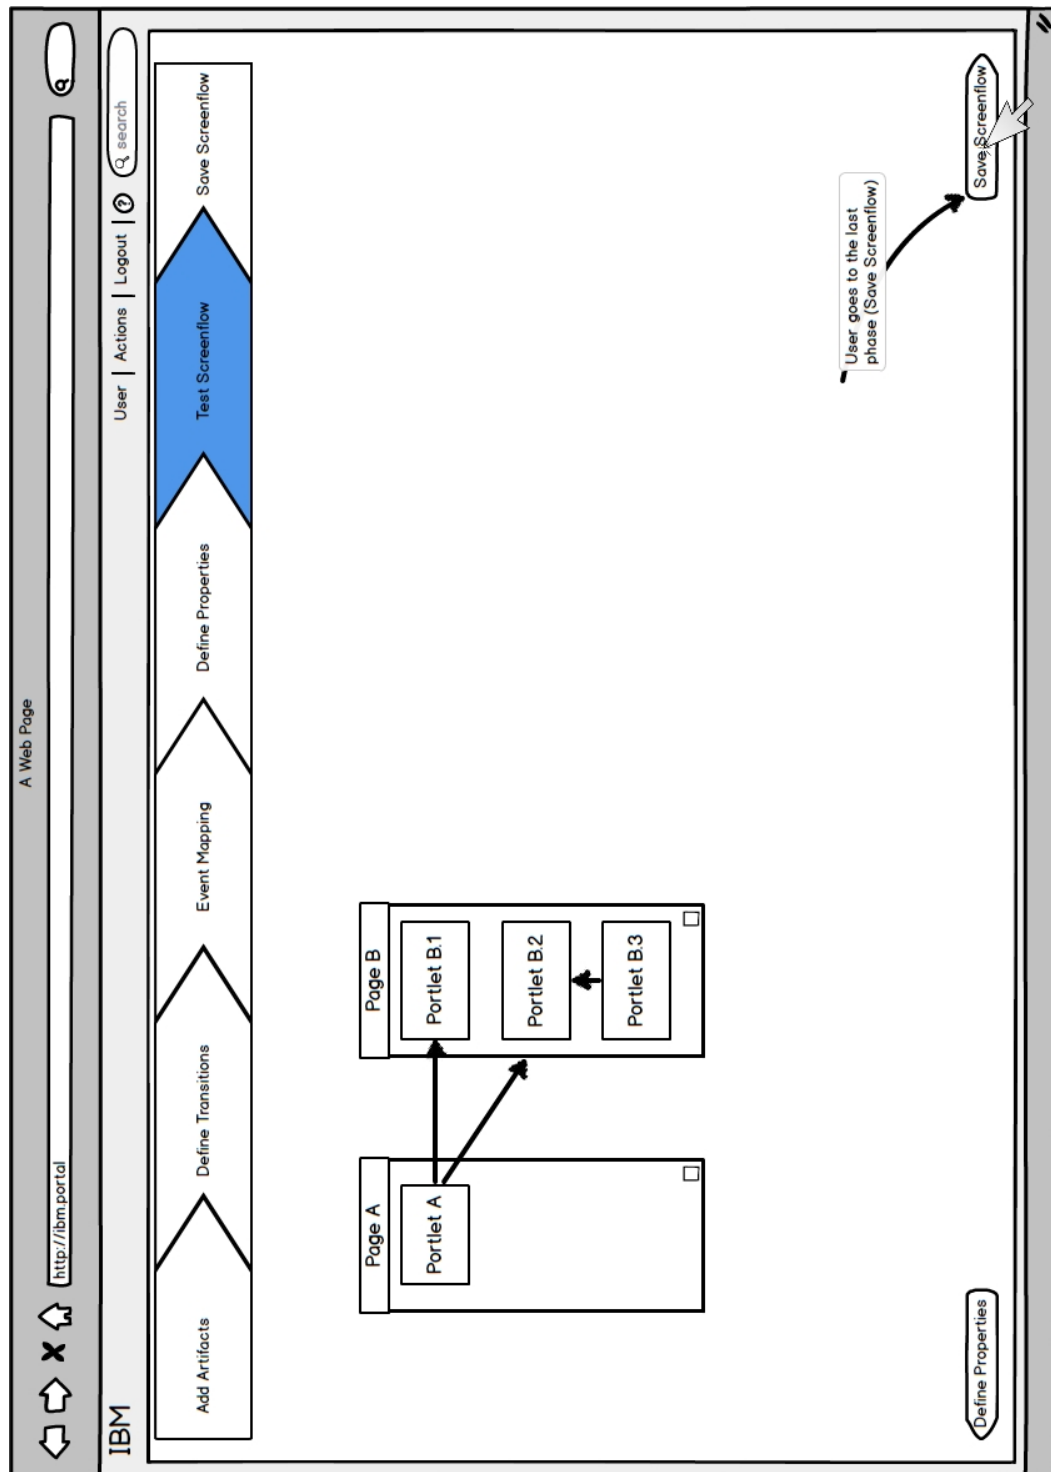 A Web Page
http://ibm.portal
IBM
User | Actions | Logout | ?
search
Add Artifacts
Define Transitions
Event Mapping
Define Properties
Test Screenflow
Save Screenflow
Page A
Portlet A
Page B
Portlet B.1
Portlet B.2
Portlet B.3
User goes to the last
phase (Save Screenflow)
Define Properties
Save Screenflow